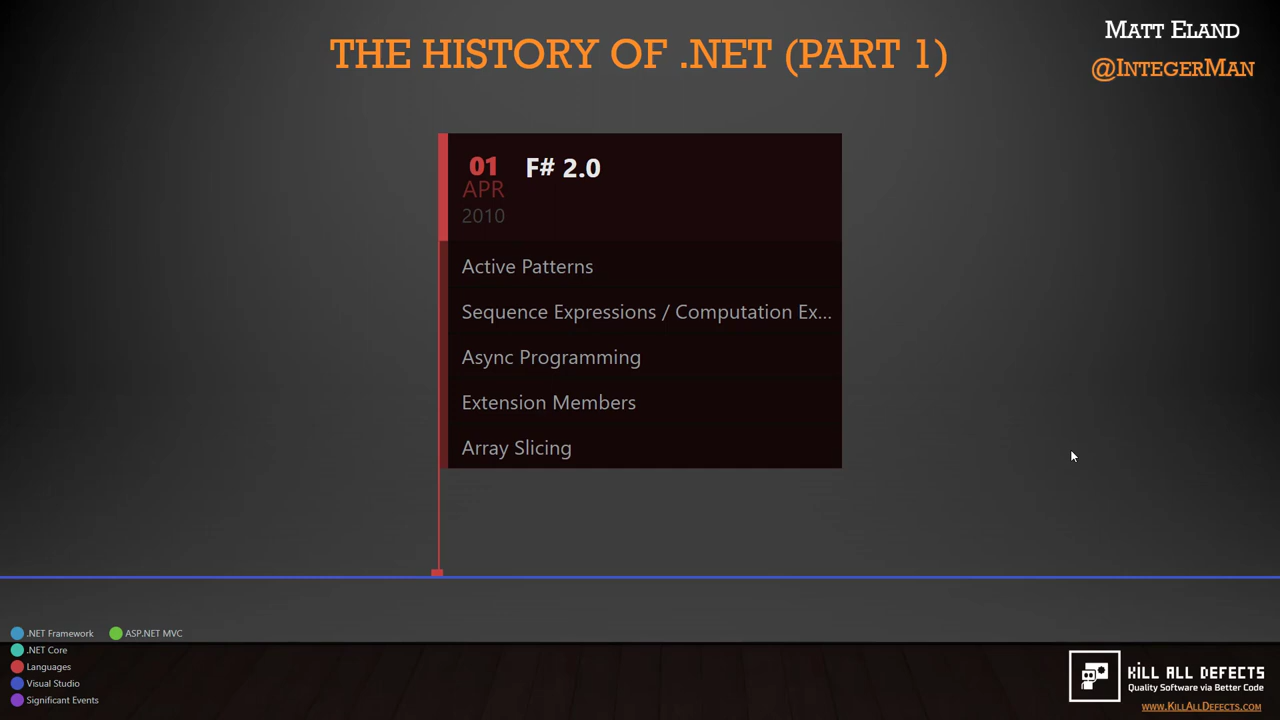 THE HISTORY OF .NET (PART 1)
MATT ELAND
@INTEGERMAN
01
APR
2010
F# 2.0
Active Patterns
Sequence Expressions / Computation Ex...
Async Programming
Extension Members
Array Slicing
.NET Framework
ASP.NET MVC
.NET Core
Languages
Visual Studio
Significant Events
KILL ALL DEFECTS
Quality Software via Better Code
WWW.KILLALLDEFECTS.COM